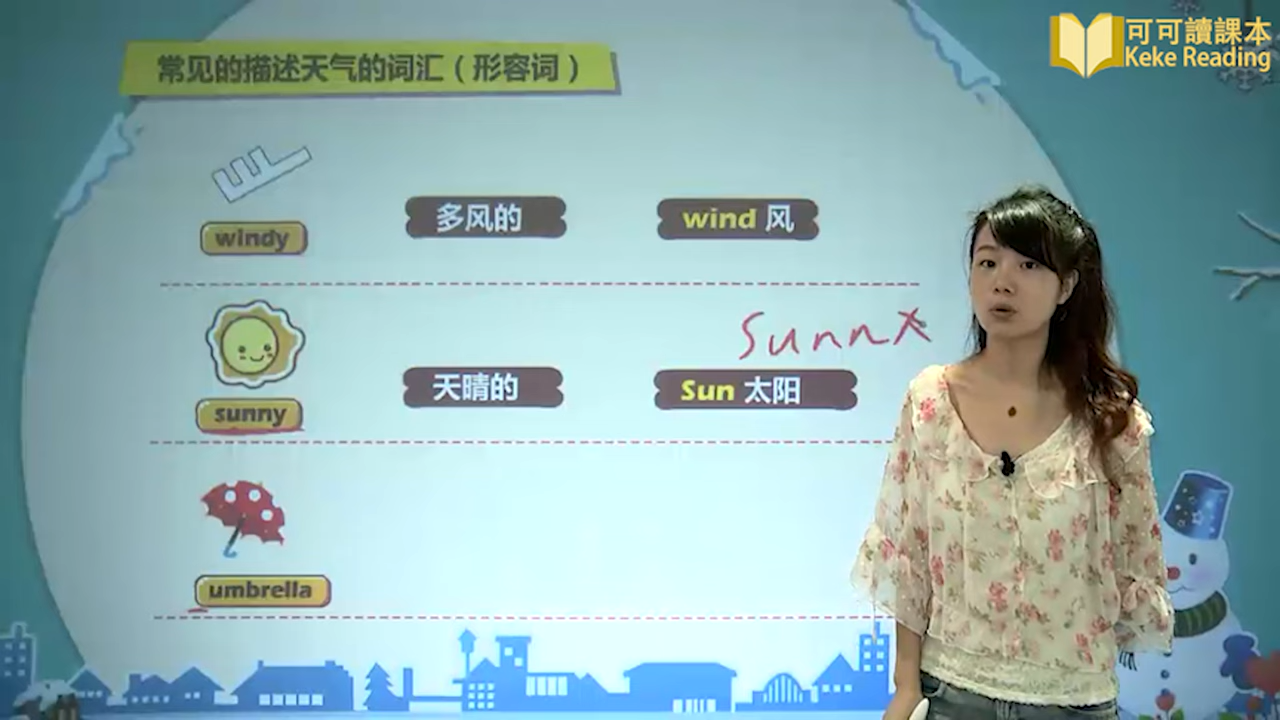 可可讀課本
Keke Reading
常见的描述天气的词汇（形容词）
windy
多风的
wind 风
Sunny
sunny
天晴的
Sun 太阳
umbrella